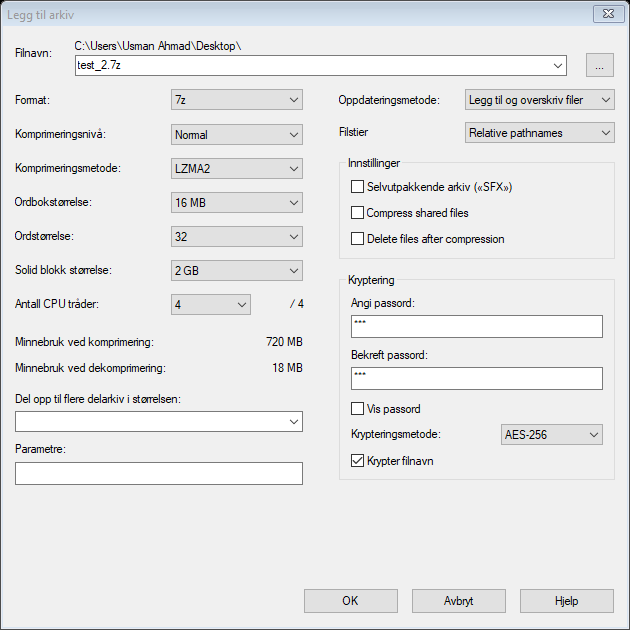 Legg til arkiv
Filnavn:
C:\Users\Usman Ahmad\Desktop\
test_2.7z
...
Format:
7z
Komprimeringsnivå:
Normal
Komprimeringsmetode:
LZMA2
Ordbokstørrelse:
16 MB
Ordstørrelse:
32
Solid blokk størrelse:
2 GB
Antall CPU tråder:
4
/ 4
Minnebruk ved komprimering:
720 MB
Minnebruk ved dekomprimering:
18 MB
Del opp til flere delarkiv i størrelsen:
Parametre:
Oppdateringsmetode:
Legg til og overskriv filer
Filstier
Relative pathnames
Innstillinger
Selvutpakkende arkiv («SFX»)
Compress shared files
Delete files after compression
Kryptering
Angi passord:
***
Bekreft passord:
***
Vis passord
Krypteringsmetode:
AES-256
Krypter filnavn
OK
Avbryt
Hjelp